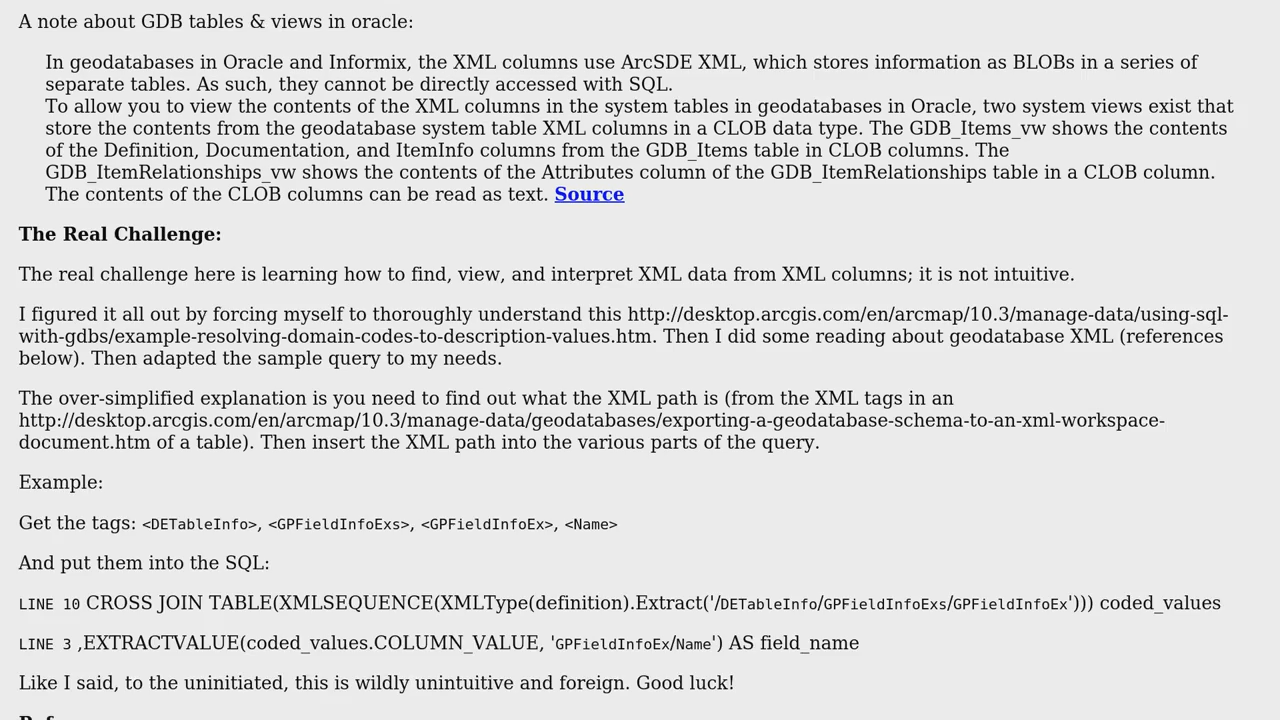 A note about GDB tables & views in oracle:
In geodatabases in Oracle and Informix, the XML columns use ArcSDE XML, which stores information as BLOBs in a series of
separate tables. As such, they cannot be directly accessed with SQL.
To allow you to view the contents of the XML columns in the system tables in geodatabases in Oracle, two system views exist that
store the contents from the geodatabase system table XML columns in a CLOB data type. The GDB_Items_vw shows the contents
of the Definition, Documentation, and ItemInfo columns from the GDB_Items table in CLOB columns. The
GDB_ItemRelationships_vw shows the contents of the Attributes column of the GDB_ItemRelationships table in a CLOB column.
The contents of the CLOB columns can be read as text. Source
The Real Challenge:
The real challenge here is learning how to find, view, and interpret XML data from XML columns; it is not intuitive.
I figured it all out by forcing myself to thoroughly understand this http://desktop.arcgis.com/en/arcmap/10.3/manage-data/using-sql-
with-gdbs/example-resolving-domain-codes-to-description-values.htm. Then I did some reading about geodatabase XML (references
below). Then adapted the sample query to my needs.
The over-simplified explanation is you need to find out what the XML path is (from the XML tags in an
http://desktop.arcgis.com/en/arcmap/10.3/manage-data/geodatabases/exporting-a-geodatabase-schema-to-an-xml-workspace-
document.htm of a table). Then insert the XML path into the various parts of the query.
Example:
Get the tags: <DETableInfo>, <GPFieldInfoExs>, <GPFieldInfoEx>, <Name>
And put them into the SQL:
LINE 10 CROSS JOIN TABLE(XMLSEQUENCE(XMLType(definition).Extract('/DETableInfo/GPFieldInfoExs/GPFieldInfoEx'))) coded_values
LINE 3 ,EXTRACTVALUE(coded_values.COLUMN_VALUE, 'GPFieldInfoEx/Name') AS field_name
Like I said, to the uninitiated, this is wildly unintuitive and foreign. Good luck!